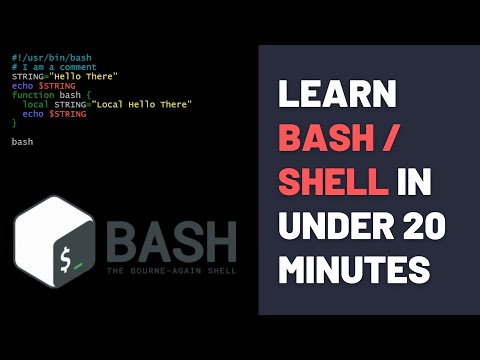 #!/usr/bin/bash
# I am a comment
STRING="Hello There"
echo $STRING
function bash {
  local STRING="Local Hello There"
  echo $STRING
}
bash
$_
BASH
THE BOURNE-AGAIN SHELL
LEARN
BASH /
SHELL IN
UNDER 20
MINUTES